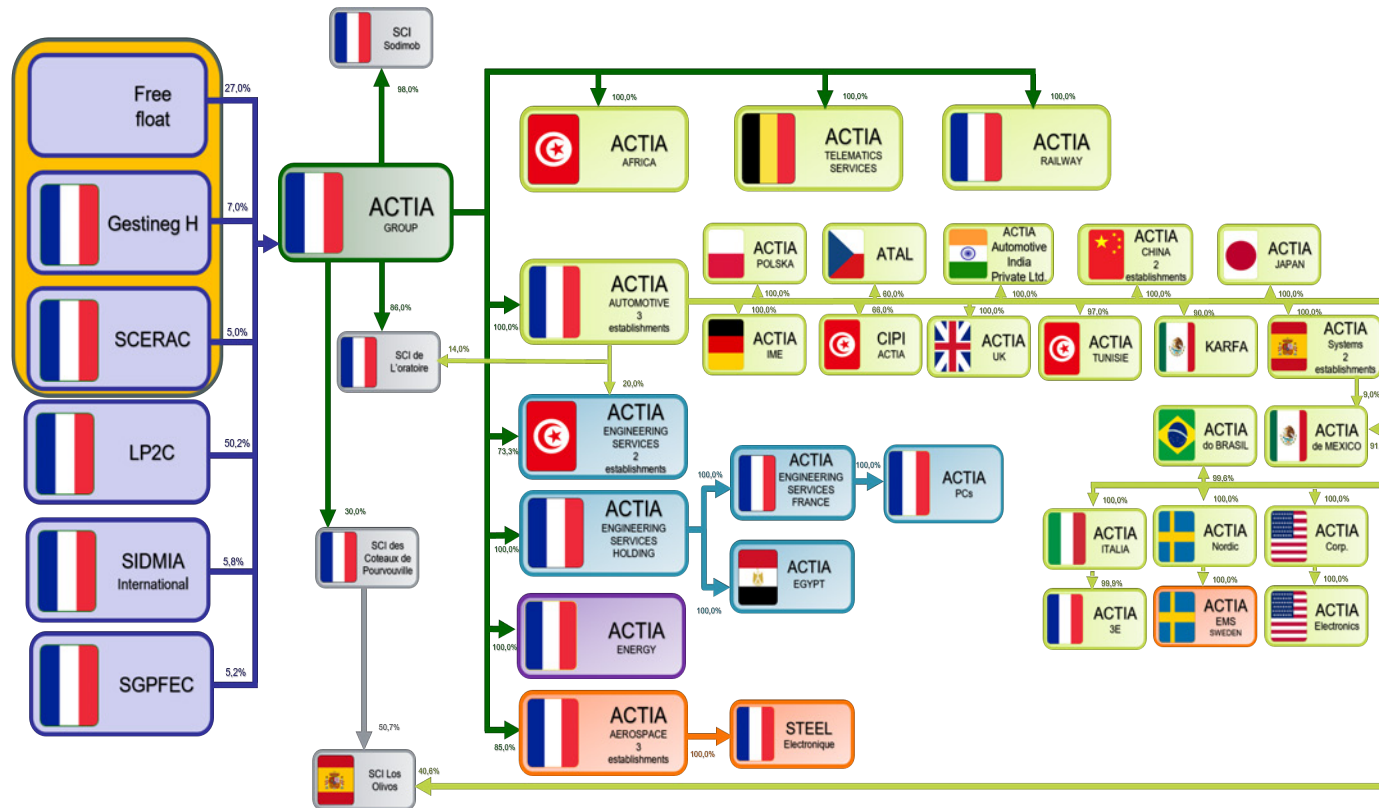 Free
float
27,0%
Gestineg H
7,0%
SCERAC
5,0%
LP2C
50,2%
SIDMIA
International
5,8%
SGPFEC
5,2%
SCI
Sodimob
98,0%
ACTIA
GROUP
86,0%
SCI de
L'oratoire
14,0%
30,0%
SCI des
Coteaux de
Pourvouville
50,7%
SCI Los
Olivos
40,6%
100,0%
ACTIA
AFRICA
100,0%
ACTIA
TELEMATICS
SERVICES
100,0%
ACTIA
RAILWAY
100,0%
ACTIA
AUTOMOTIVE
3
establishments
ACTIA
POLSKA
100,0%
ATAL
60,0%
ACTIA
Automotive
India
Private Ltd.
100,0%
ACTIA
CHINA
2
establishments
100,0%
ACTIA
JAPAN
100,0%
100,0%
ACTIA
IME
66,0%
CIPI
ACTIA
100,0%
ACTIA
UK
97,0%
ACTIA
TUNISIE
90,0%
KARFA
100,0%
ACTIA
Systems
2
establishments
9,0%
20,0%
73,3%
ACTIA
ENGINEERING
SERVICES
2
establishments
ACTIA
do BRASIL
99,6%
ACTIA
de MEXICO
91
100,0%
ACTIA
ENGINEERING
SERVICES
HOLDING
100,0%
ACTIA
ENGINEERING
SERVICES
FRANCE
100,0%
ACTIA
PCs
100,0%
ACTIA
EGYPT
100,0%
ACTIA
ITALIA
100,0%
ACTIA
Nordic
100,0%
ACTIA
Corp.
99,9%
ACTIA
3E
100,0%
ACTIA
EMS
SWEDEN
100,0%
ACTIA
Electronics
100,0%
ACTIA
ENERGY
85,0%
ACTIA
AEROSPACE
3
establishments
100,0%
STEEL
Electronique